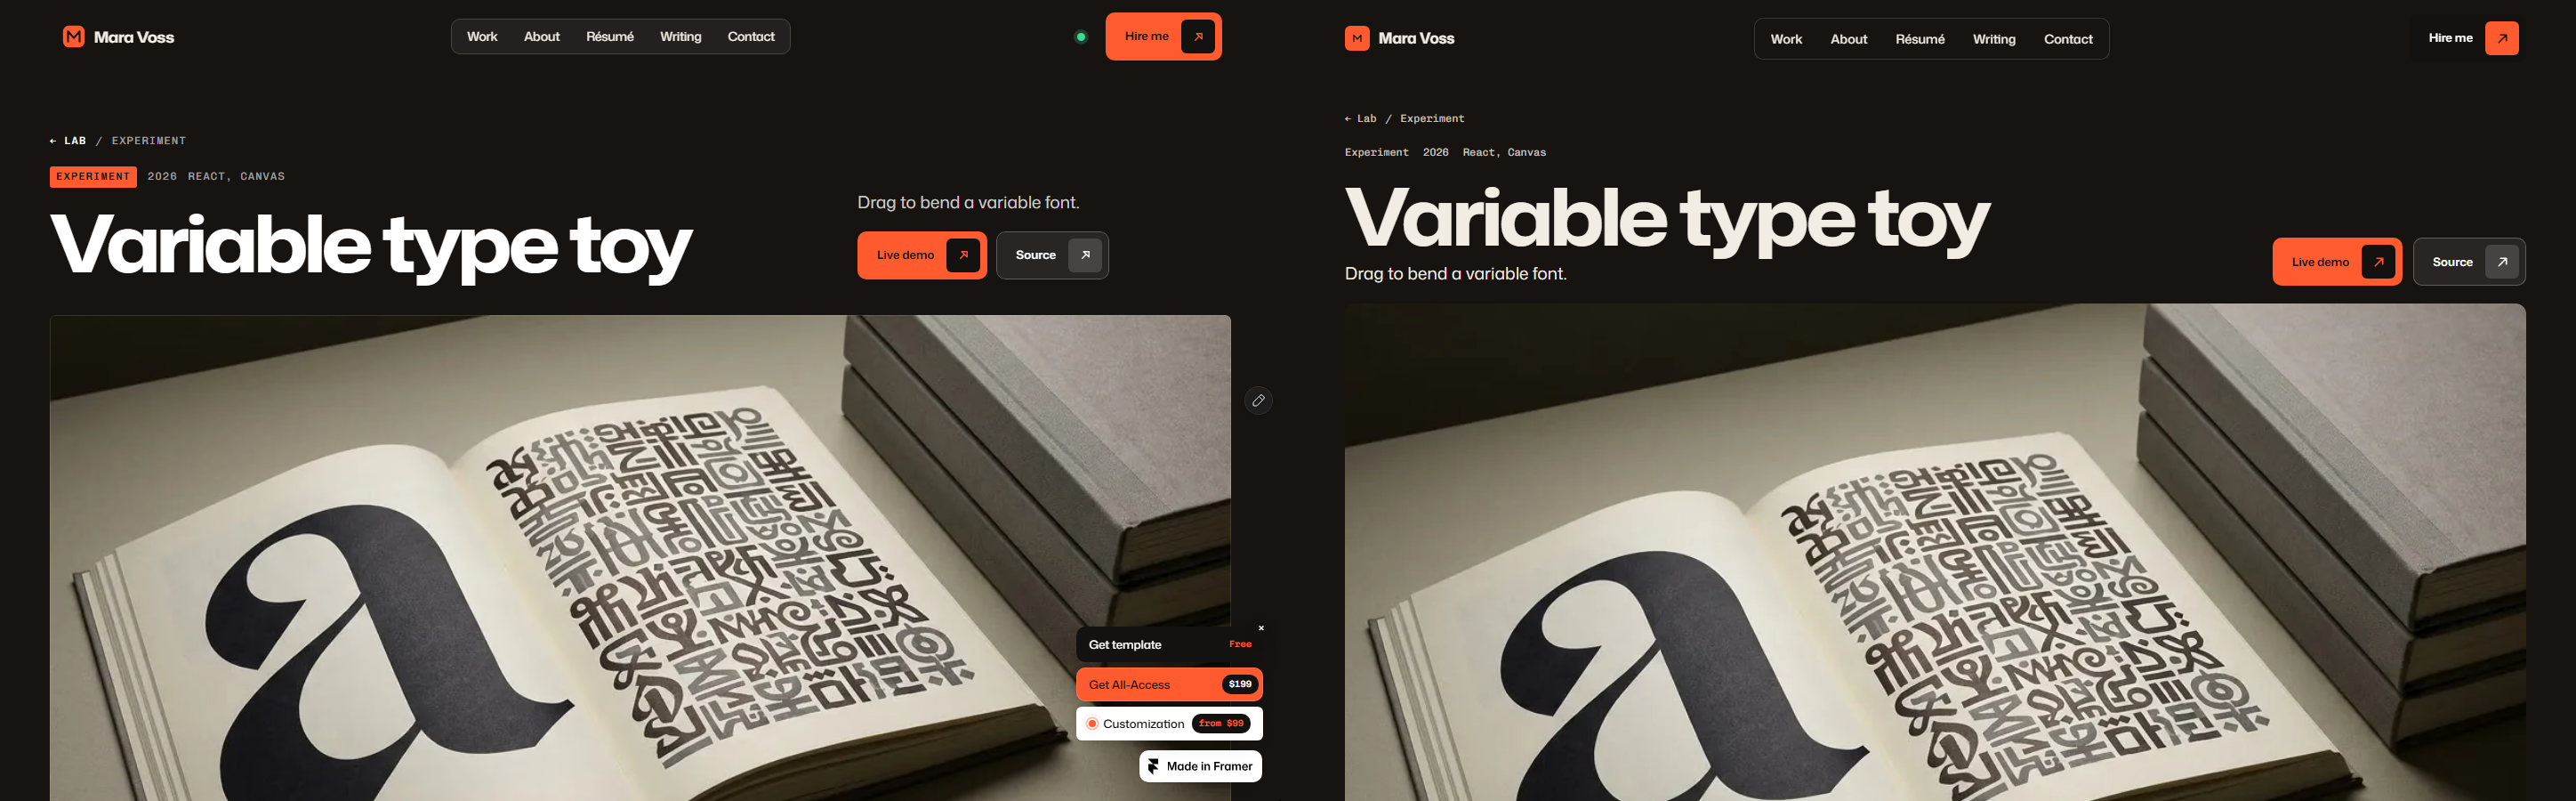 M Mara Voss
Work About Résumé Writing Contact
Hire me
← LAB / EXPERIMENT
EXPERIMENT 2026 REACT, CANVAS
Variable type toy
Drag to bend a variable font.
Live demo
Source
a
Get template Free
Get All-Access $199
Customization from $99
Made in Framer
M Mara Voss
Work About Résumé Writing Contact
Hire me
← Lab / Experiment
Experiment 2026 React, Canvas
Variable type toy
Drag to bend a variable font.
Live demo
Source
a